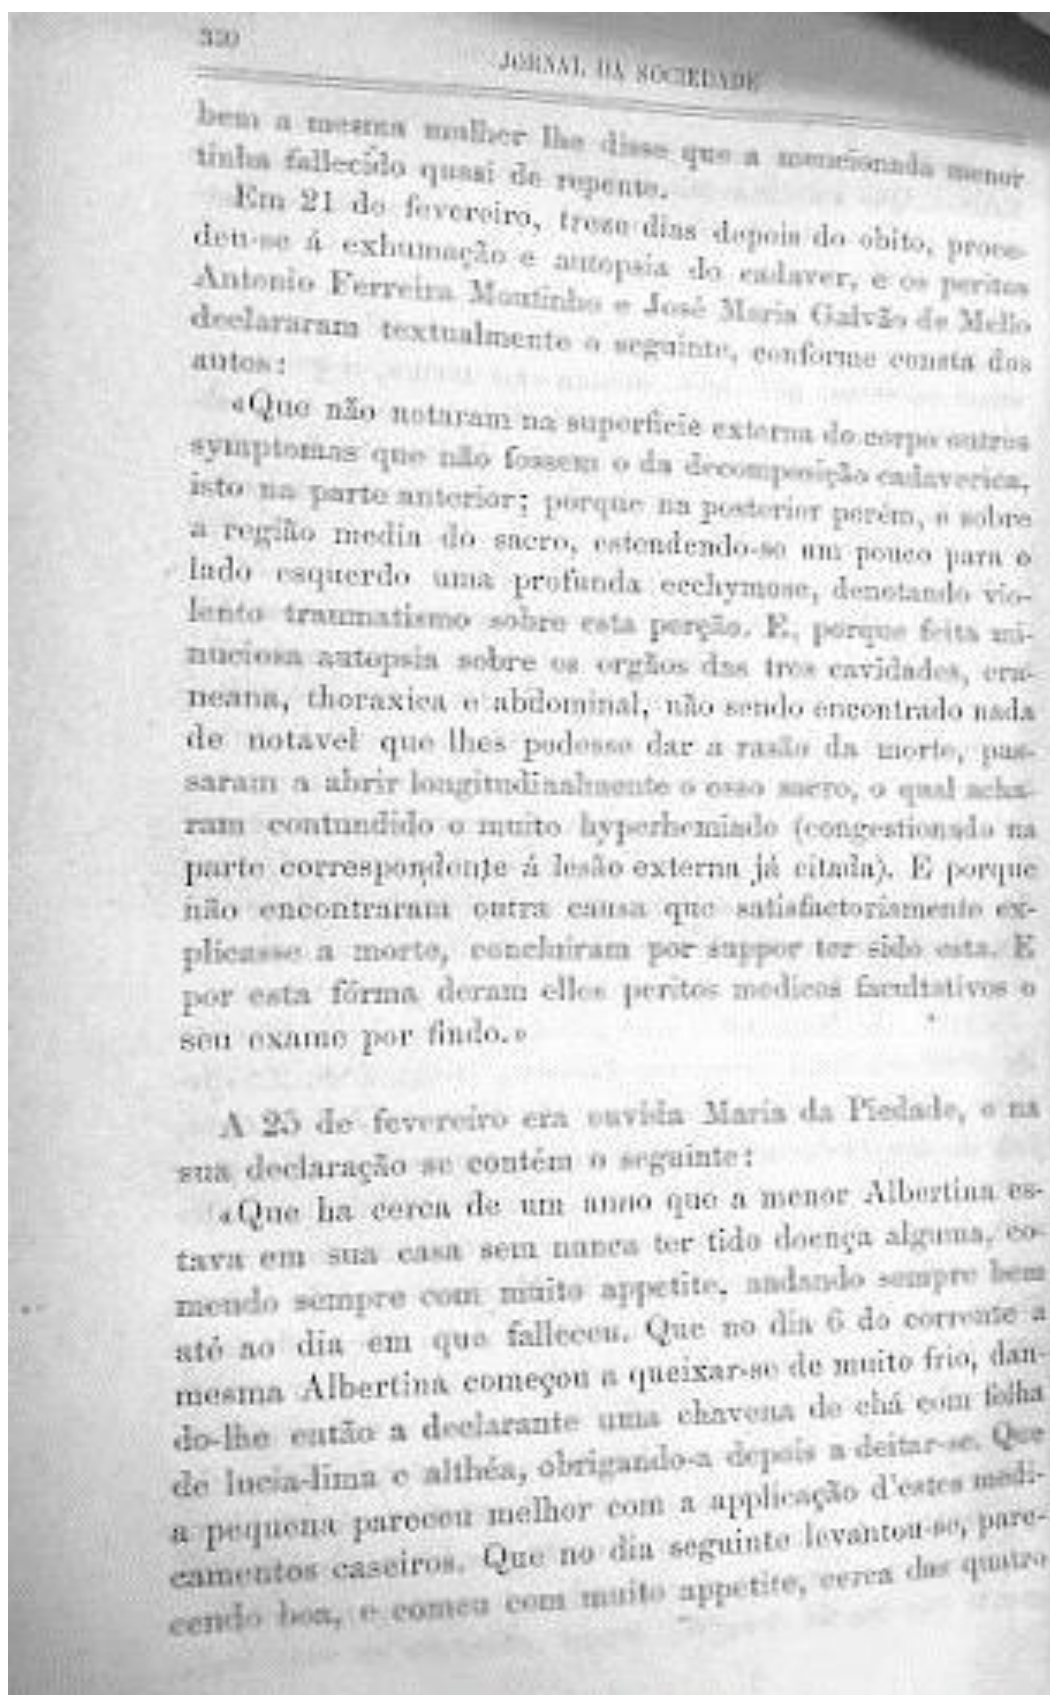 330
JORNAL DA SOCIEDADE
bem a mesma mulher lhe disse que a mencionada menor
tinha fallecido quasi de repente.
Em 21 de fevereiro, treze dias depois do obito, proce-
deu-se á exhumação e autopsia do cadaver, e os peritos
Antonio Ferreira Moutinho e José Maria Galvão de Mello
declararam textualmente o seguinte, conforme consta dos
autos:
«Que não notaram na superficie externa do corpo outros
symptomas que não fossem o da decomposição cadaverica,
isto na parte anterior; porque na posterior porém, e sobre
a região media do sacro, estendendo-se um pouco para o
lado esquerdo uma profunda ecchymose, denotando vio-
lento traumatismo sobre esta porção. E, porque feita mi-
nuciosa autopsia sobre os orgãos das tres cavidades, cra-
neana, thoraxica e abdominal, não sendo encontrado nada
de notavel que lhes podesse dar a rasão da morte, pas-
saram a abrir longitudinalmente o osso sacro, o qual acha-
ram contundido e muito hyperhemiado (congestionado na
parte correspondente á lesão externa já citada). E porque
não encontraram outra causa que satisfactoriamente ex-
plicasse a morte, concluiram por suppor ter sido esta. E
por esta fórma deram elles peritos medicos facultativos o
seu exame por findo.»
A 25 de fevereiro era ouvida Maria da Piedade, e na
sua declaração se contém o seguinte:
«Que ha cerca de um anno que a menor Albertina es-
tava em sua casa sem nunca ter tido doença alguma, co-
mendo sempre com muito appetite, andando sempre bem
até ao dia em que falleceu. Que no dia 6 do corrente a
mesma Albertina começou a queixar-se de muito frio, dan-
do-lhe então a declarante uma chavena de chá com folha
de lucia-lima e althéa, obrigando-a depois a deitar-se. Que
a pequena pareceu melhor com a applicação d'estes medi-
camentos caseiros. Que no dia seguinte levantou-se, pare-
cendo boa, e comeu com muito appetite, cerca das quatro